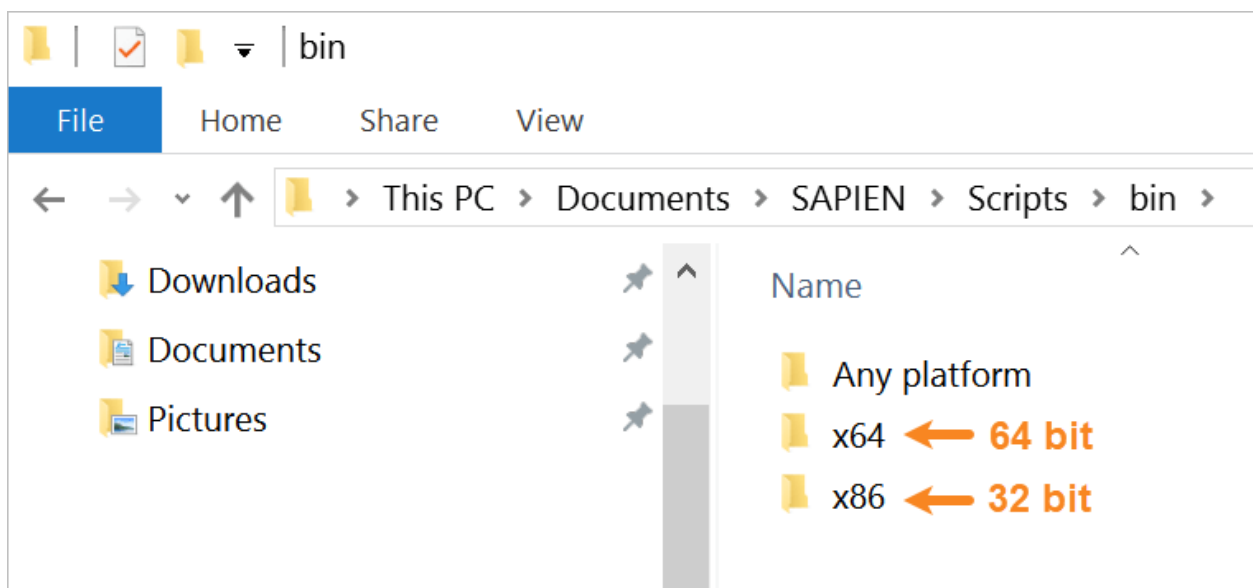 bin
File Home Share View
This PC > Documents > SAPIEN > Scripts > bin >
Downloads
Documents
Pictures
Name
Any platform
x64 64 bit
x86 32 bit